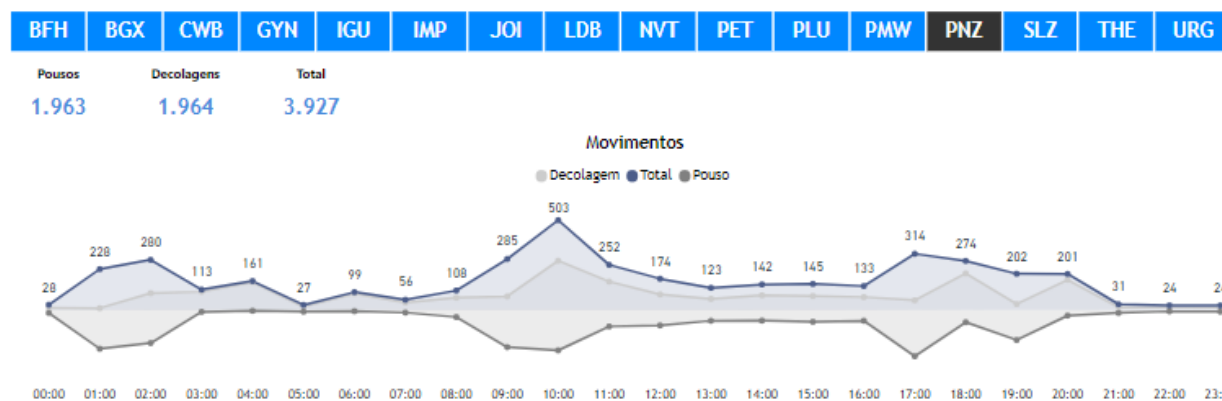 BFH BGX CWB GYN IGU IMP JOI LDB NVT PET PLU PMW PNZ SLZ THE URG
Pousos Decolagens Total
1.963 1.964 3.927
Movimentos
Decolagem Total Pouso
28 228 280 113 161 27 99 56 108 285 503 252 174 123 142 145 133 314 274 202 201 31 24
00:00 01:00 02:00 03:00 04:00 05:00 06:00 07:00 08:00 09:00 10:00 11:00 12:00 13:00 14:00 15:00 16:00 17:00 18:00 19:00 20:00 21:00 22:00